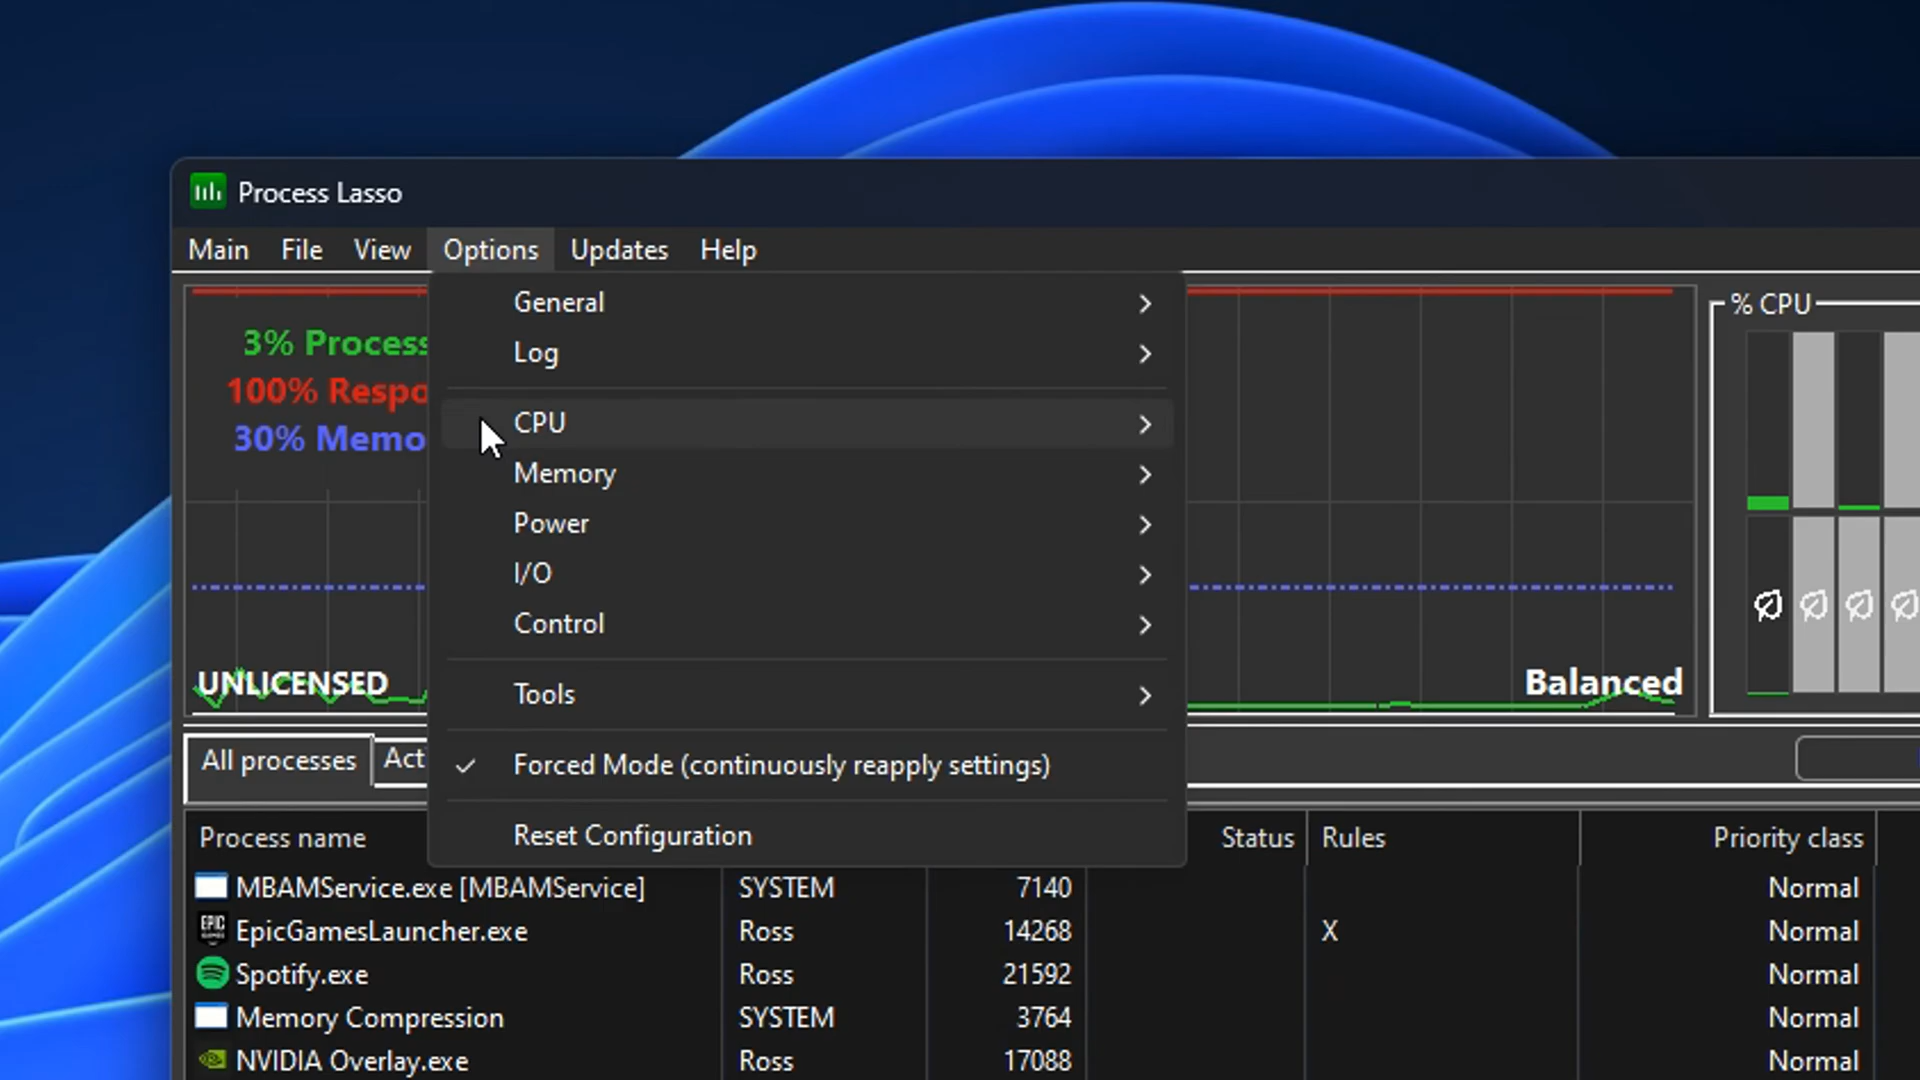 Process Lasso
Main File View Options Updates Help
General
Log
CPU
Memory
Power
I/O
Control
Tools
Forced Mode (continuously reapply settings)
Reset Configuration
3% Process
100% Respo
30% Memo
UNLICENSED
Balanced
% CPU
All processes Act
Process name Status Rules Priority class
MBAMService.exe [MBAMService] SYSTEM 7140 Normal
EpicGamesLauncher.exe Ross 14268 X Normal
Spotify.exe Ross 21592 Normal
Memory Compression SYSTEM 3764 Normal
NVIDIA Overlay.exe Ross 17088 Normal